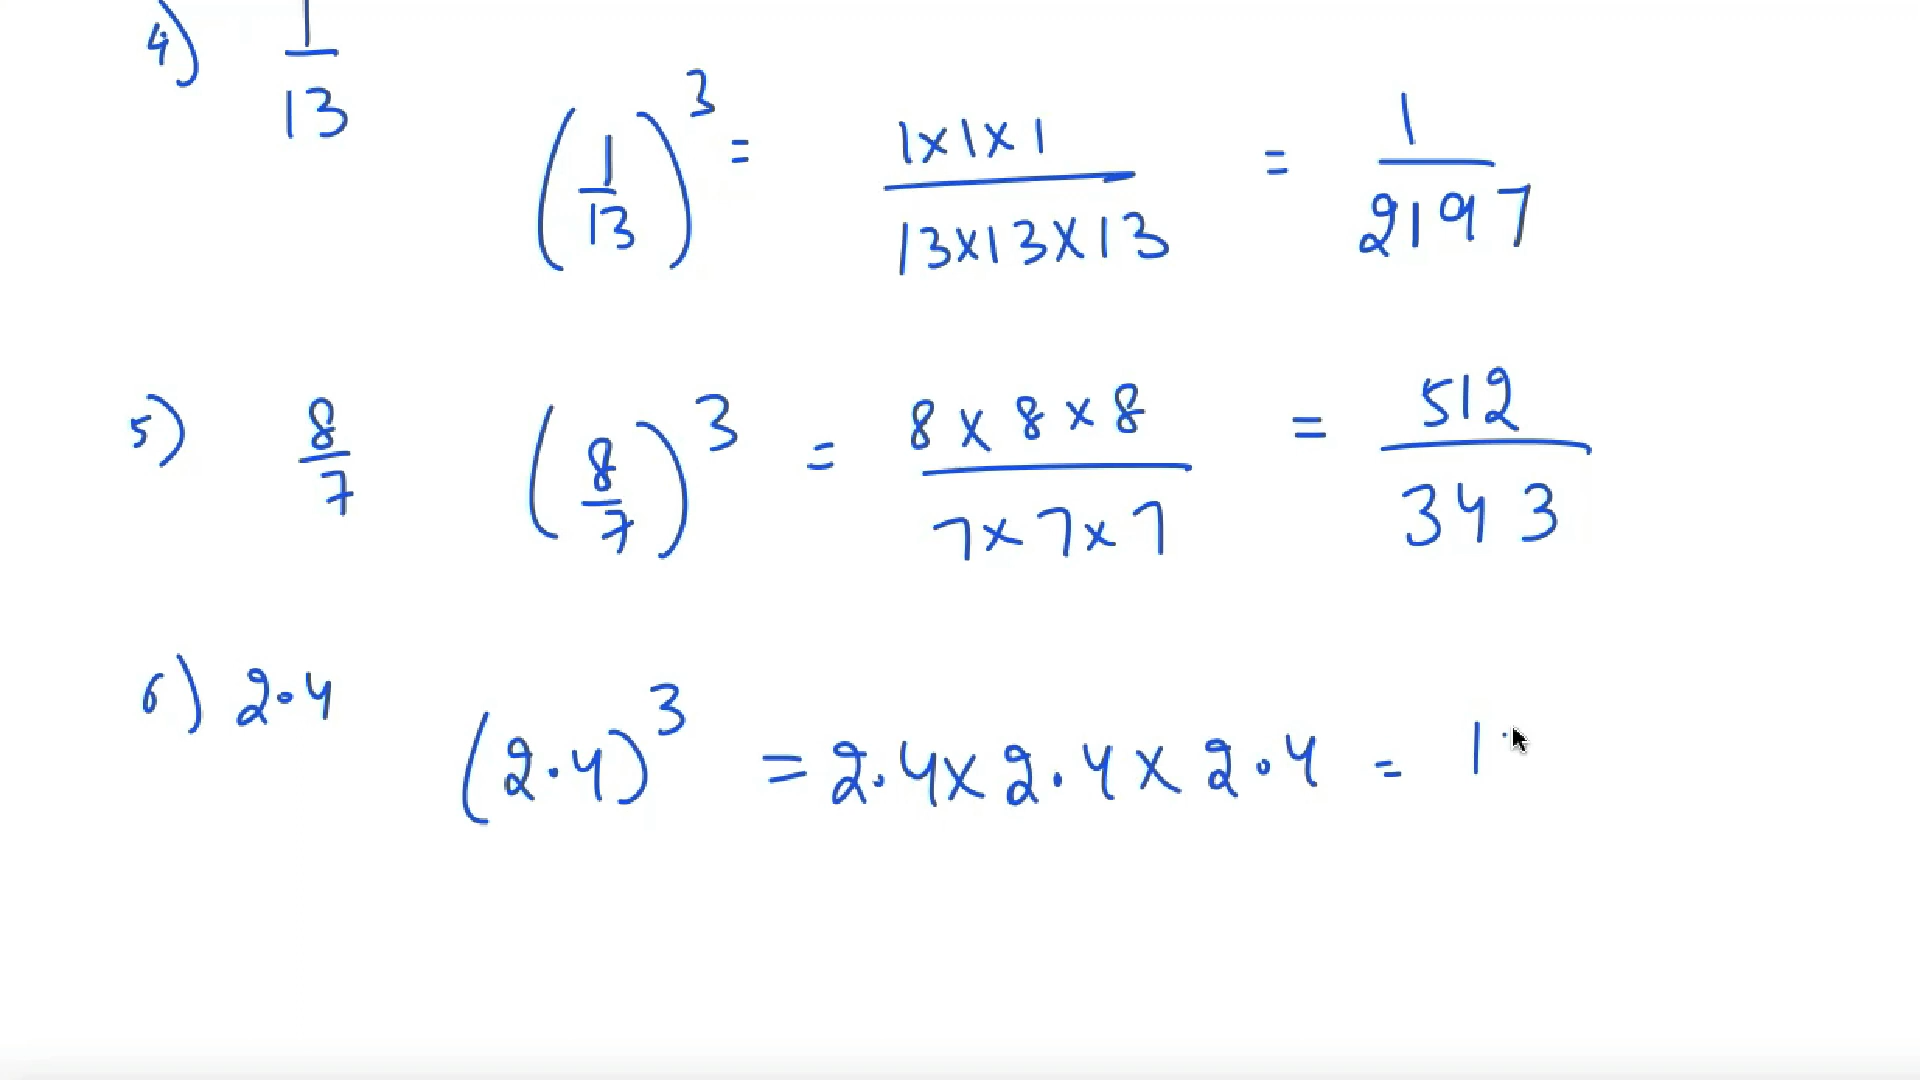 4) 1/13
(1/13)^3 = (1x1x1)/(13x13x13) = 1/2197
5) 8/7 (8/7)^3 = (8x8x8)/(7x7x7) = 512/343
6) 2.4
(2.4)^3 = 2.4x2.4x2.4 = 1